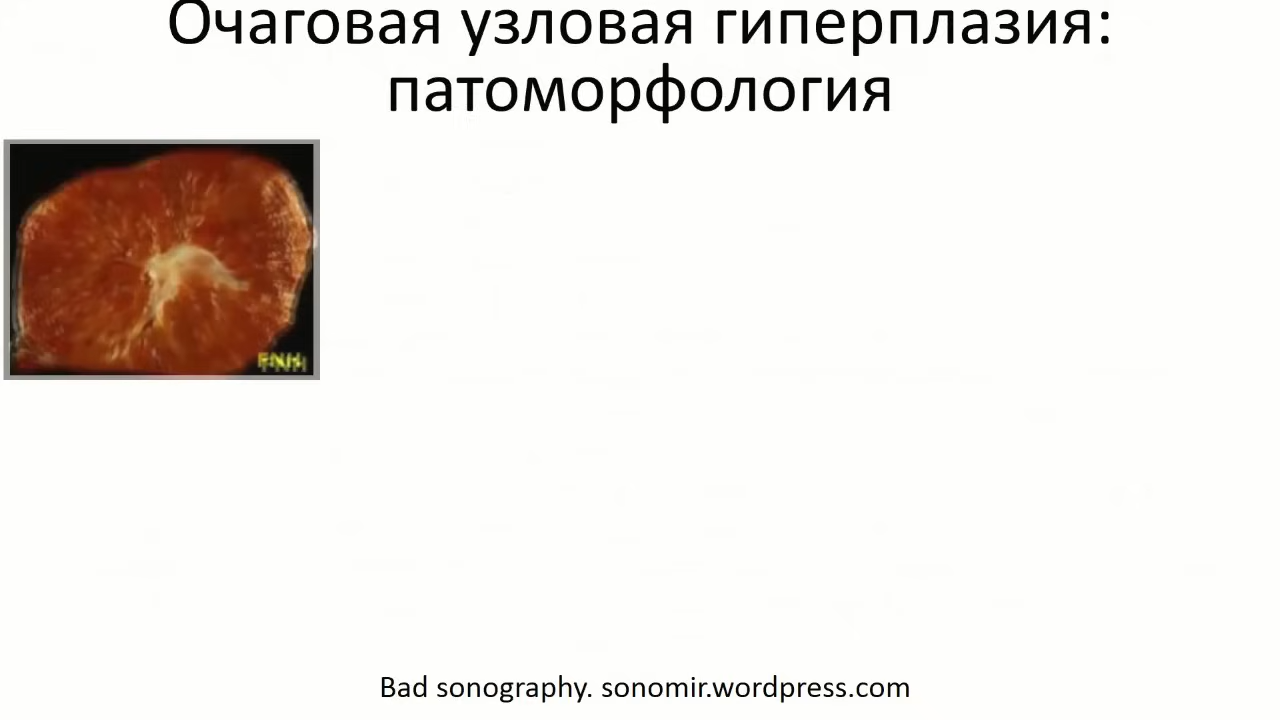 Очаговая узловая гиперплазия:
патоморфология
FNH
Bad sonography. sonomir.wordpress.com